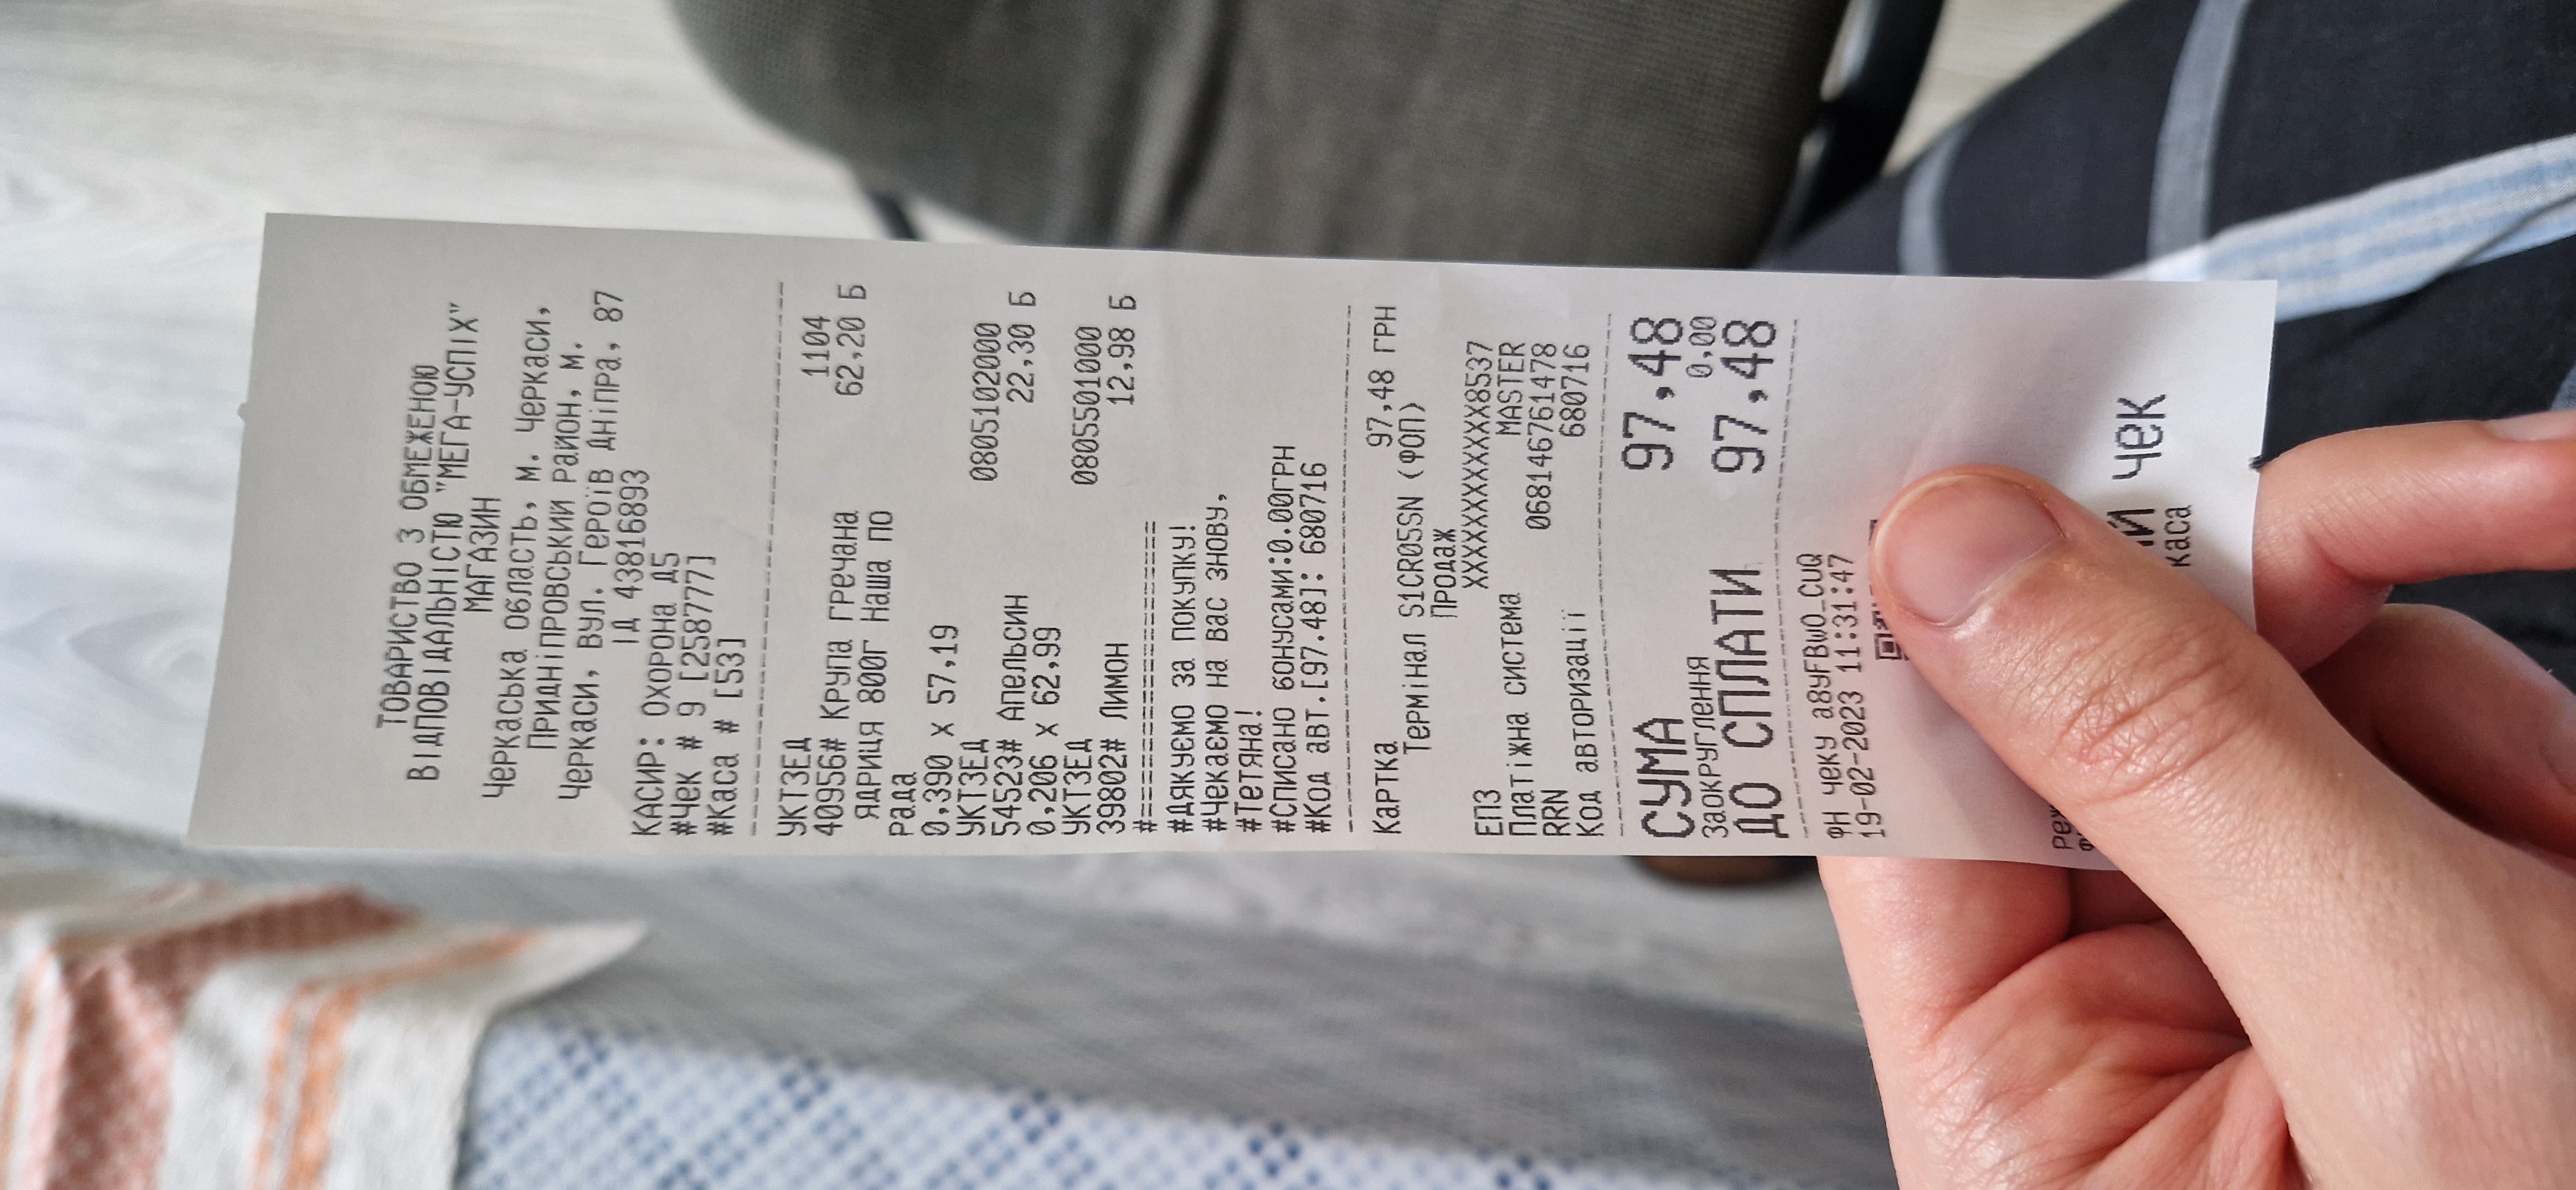 ТОВАРИСТВО З ОБМЕЖЕНОЮ
ВІДПОВІДАЛЬНІСТЮ "МЕГА-УСПІХ"
МАГАЗИН
Черкаська область, м. Черкаси,
Придніпровський район, м.
Черкаси, вул. Героїв Дніпра, 87
ІД 43816893
КАСИР: ОХОРОНА Д5
#Чек # 9 [258777]
#Каса # [53]
УКТЗЕД 1104
40956# Крупа гречана 62,20 Б
ядриця 800г Наша по
рада
0,390 x 57,19
УКТЗЕД 0805102000
54523# Апельсин 22,30 Б
0,206 x 62,99
УКТЗЕД 0805501000
39802# Лимон 12,98 Б
#====================
#Дякуємо за покупку!
#Чекаємо на вас знову,
#Тетяна!
#Списано бонусами:0.00грн
#Код авт.[97.48]: 680716
Картка 97,48 ГРН
Термінал S1CR05SN (ФОП)
Продаж
ЕПЗ XXXXXXXXXXXX8537
Платіжна система MASTER
RRN 068146761478
Код авторизації 680716
СУМА 97,48
Заокруглення 0,00
ДО СПЛАТИ 97,48
ФН чеку a8yFBwO_CUQ
19-02-2023 11:31:47
чек
каса